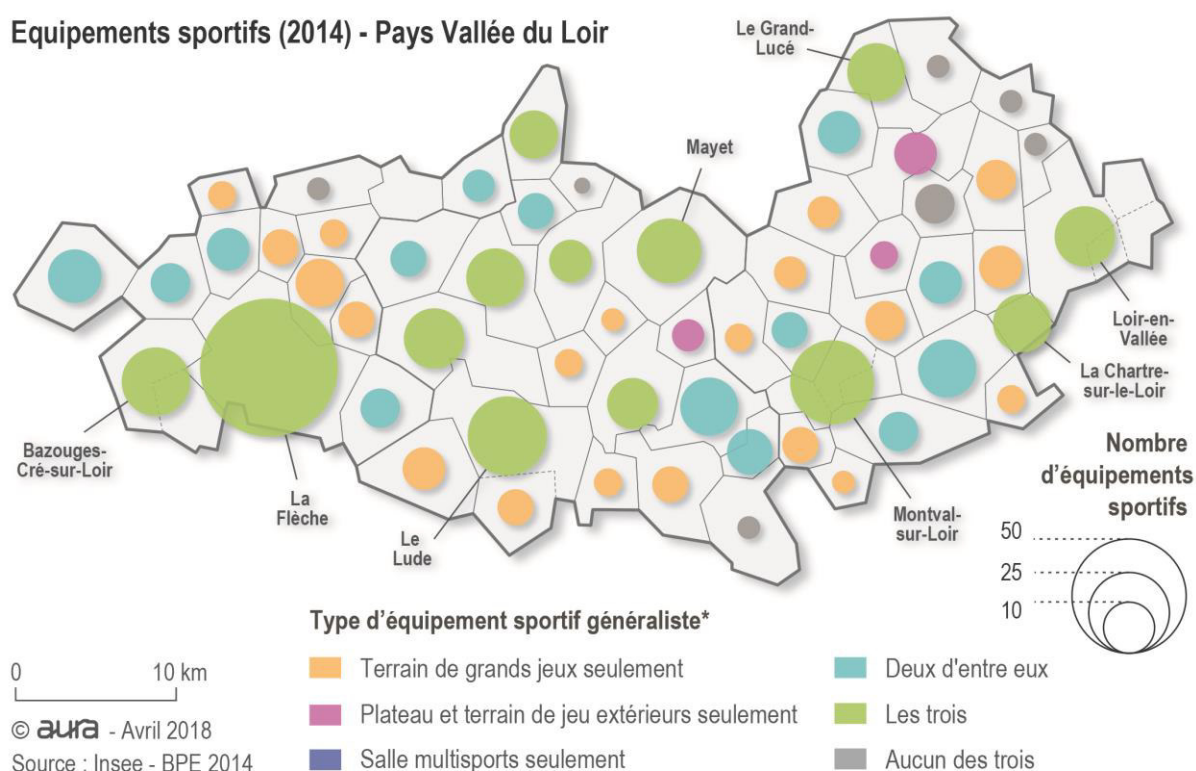 Equipements sportifs (2014) - Pays Vallée du Loir
Le Grand-
Lucé
Mayet
Loir-en-
Vallée
La Chartre-
sur-le-Loir
Bazouges-
Cré-sur-Loir
La
Flèche
Le
Lude
Montval-
sur-Loir
Nombre
d'équipements
sportifs
50
25
10
Type d'équipement sportif généraliste*
0 10 km
Terrain de grands jeux seulement
Deux d'entre eux
© aura - Avril 2018
Plateau et terrain de jeu extérieurs seulement
Les trois
Source : Insee - BPE 2014
Salle multisports seulement
Aucun des trois